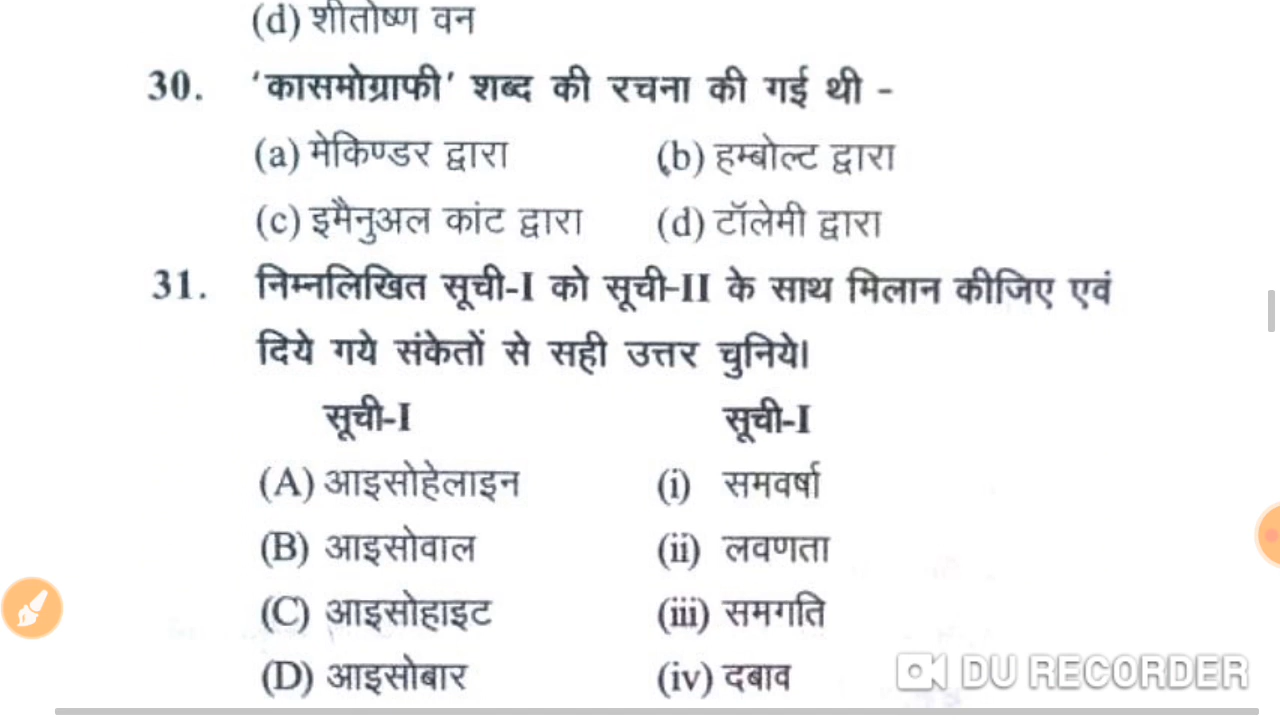 (d) शीतोष्ण वन
30. 'कासमोग्राफी' शब्द की रचना की गई थी -
(a) मेकिण्डर द्वारा (b) हम्बोल्ट द्वारा
(c) इमैनुअल कांट द्वारा (d) टॉलेमी द्वारा
31. निम्नलिखित सूची-I को सूची-II के साथ मिलान कीजिए एवं
दिये गये संकेतों से सही उत्तर चुनिये।
सूची-I सूची-I
(A) आइसोहेलाइन (i) समवर्षा
(B) आइसोवाल (ii) लवणता
(C) आइसोहाइट (iii) समगति
(D) आइसोबार (iv) दबाव
DU RECORDER